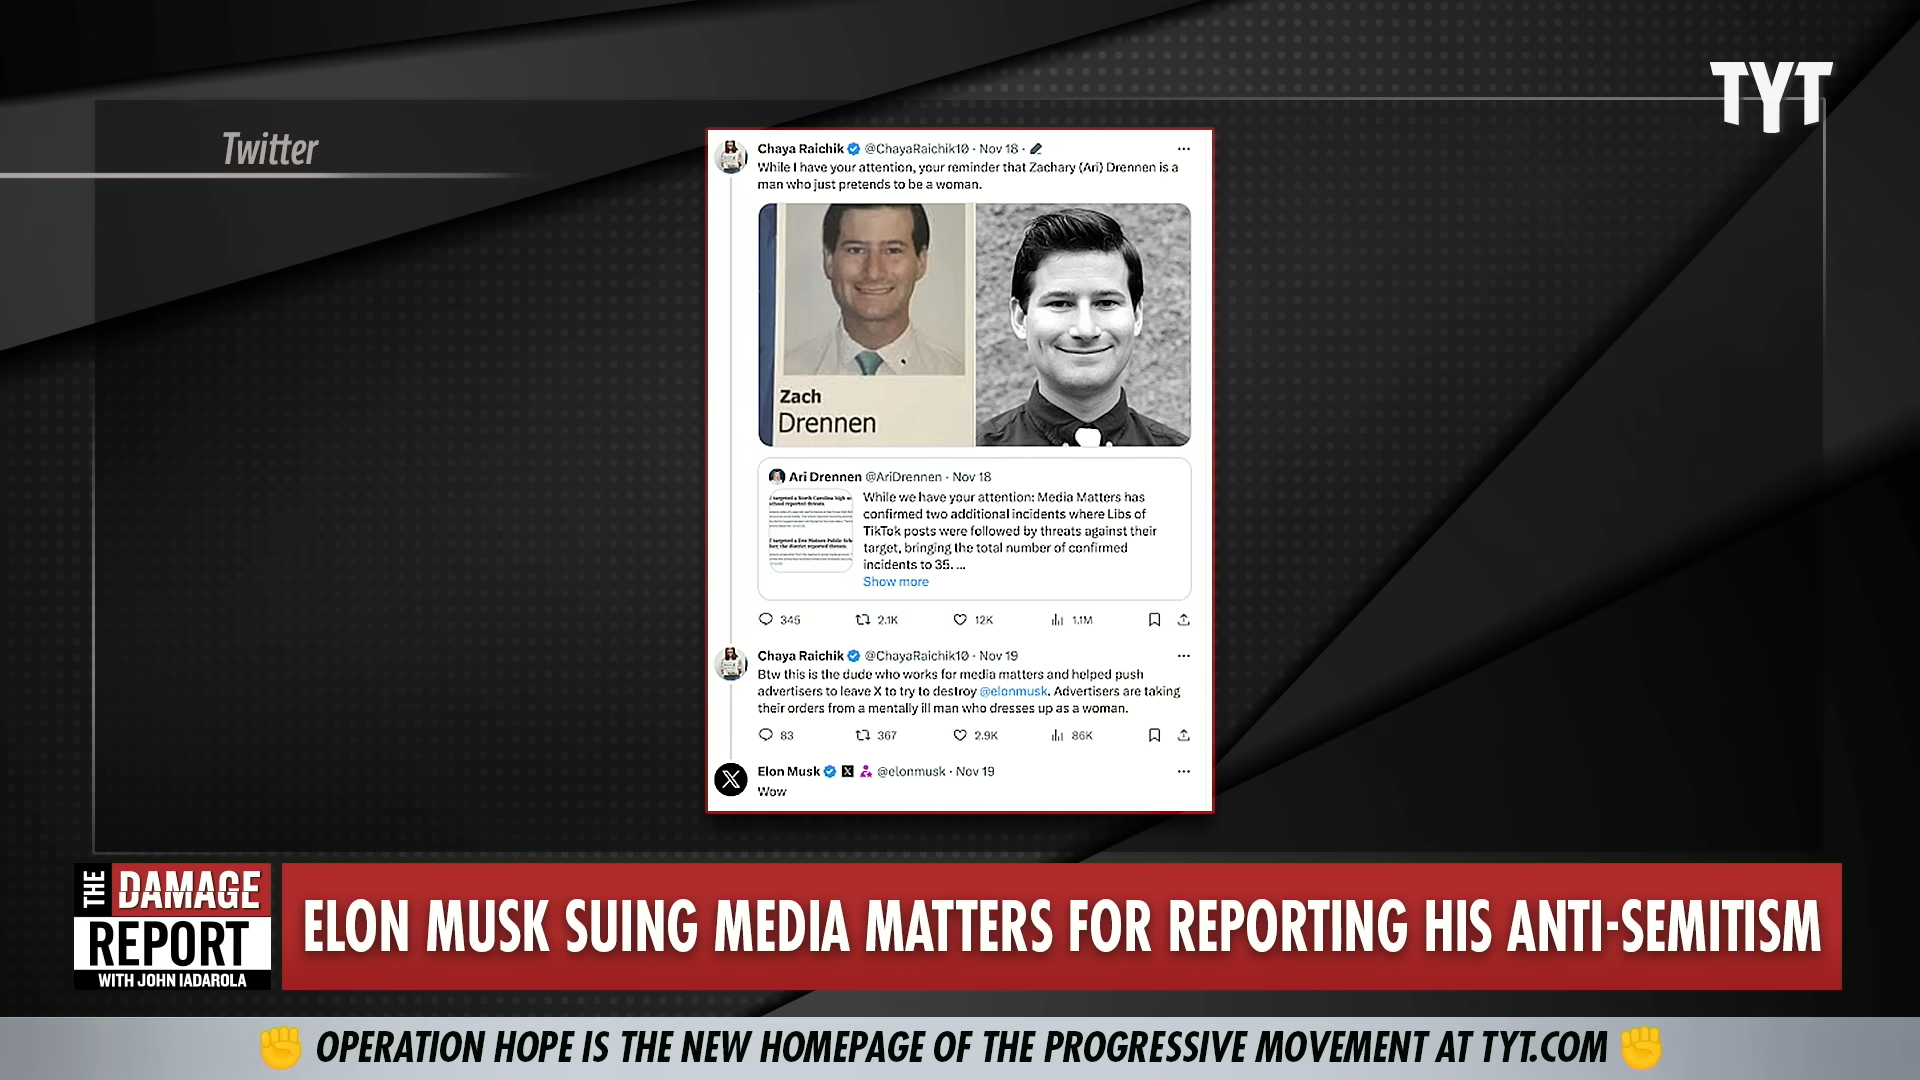 TYT
Twitter
Chaya Raichik @ChayaRaichik10 · Nov 18 ·
While I have your attention, your reminder that Zachary (Ari) Drennen is a
man who just pretends to be a woman.
Zach
Drennen
Ari Drennen @AriDrennen · Nov 18
While we have your attention: Media Matters has
confirmed two additional incidents where Libs of
TikTok posts were followed by threats against their
target, bringing the total number of confirmed
incidents to 35. ...
Show more
345 2.1K 12K 1.1M
Chaya Raichik @ChayaRaichik10 · Nov 19
Btw this is the dude who works for media matters and helped push
advertisers to leave X to try to destroy @elonmusk. Advertisers are taking
their orders from a mentally ill man who dresses up as a woman.
83 367 2.9K 86K
Elon Musk @elonmusk · Nov 19
Wow
THE DAMAGE
REPORT
WITH JOHN IADAROLA
ELON MUSK SUING MEDIA MATTERS FOR REPORTING HIS ANTI-SEMITISM
OPERATION HOPE IS THE NEW HOMEPAGE OF THE PROGRESSIVE MOVEMENT AT TYT.COM